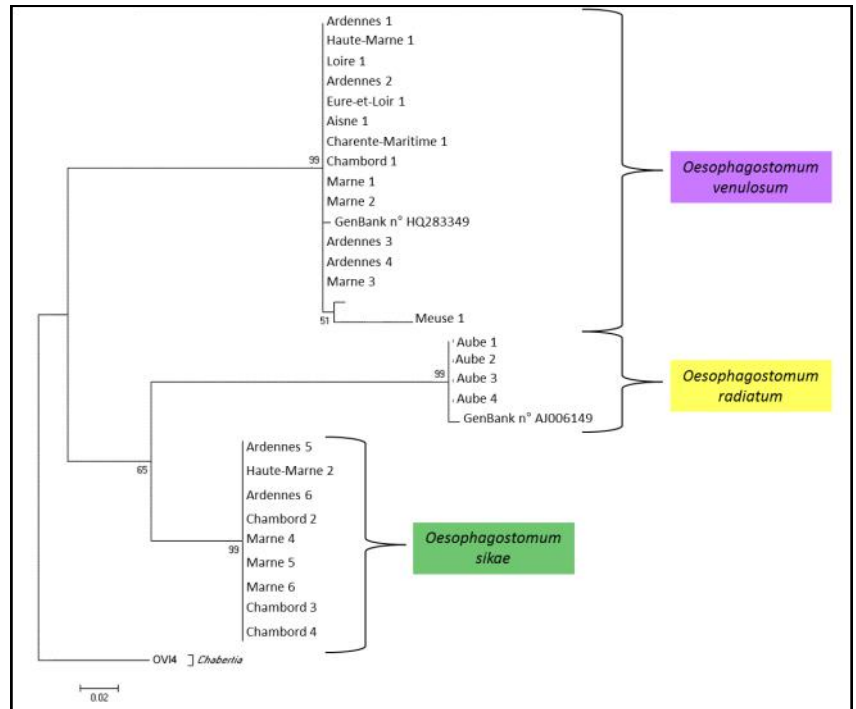 Ardennes 1
Haute-Marne 1
Loire 1
Ardennes 2
Eure-et-Loir 1
Aisne 1
Charente-Maritime 1
99
Chambord 1
Marne 1
Marne 2
GenBank n° HQ283349
Ardennes 3
Ardennes 4
Marne 3
51
Meuse 1
Oesophagostomum
venulosum
Aube 1
Aube 2
99
Aube 3
Aube 4
GenBank n° AJ006149
Oesophagostomum
radiatum
65
Ardennes 5
Haute-Marne 2
Ardennes 6
Chambord 2
99
Marne 4
Marne 5
Marne 6
Chambord 3
Chambord 4
Oesophagostomum
sikae
OVI4
Chabertia
0.02